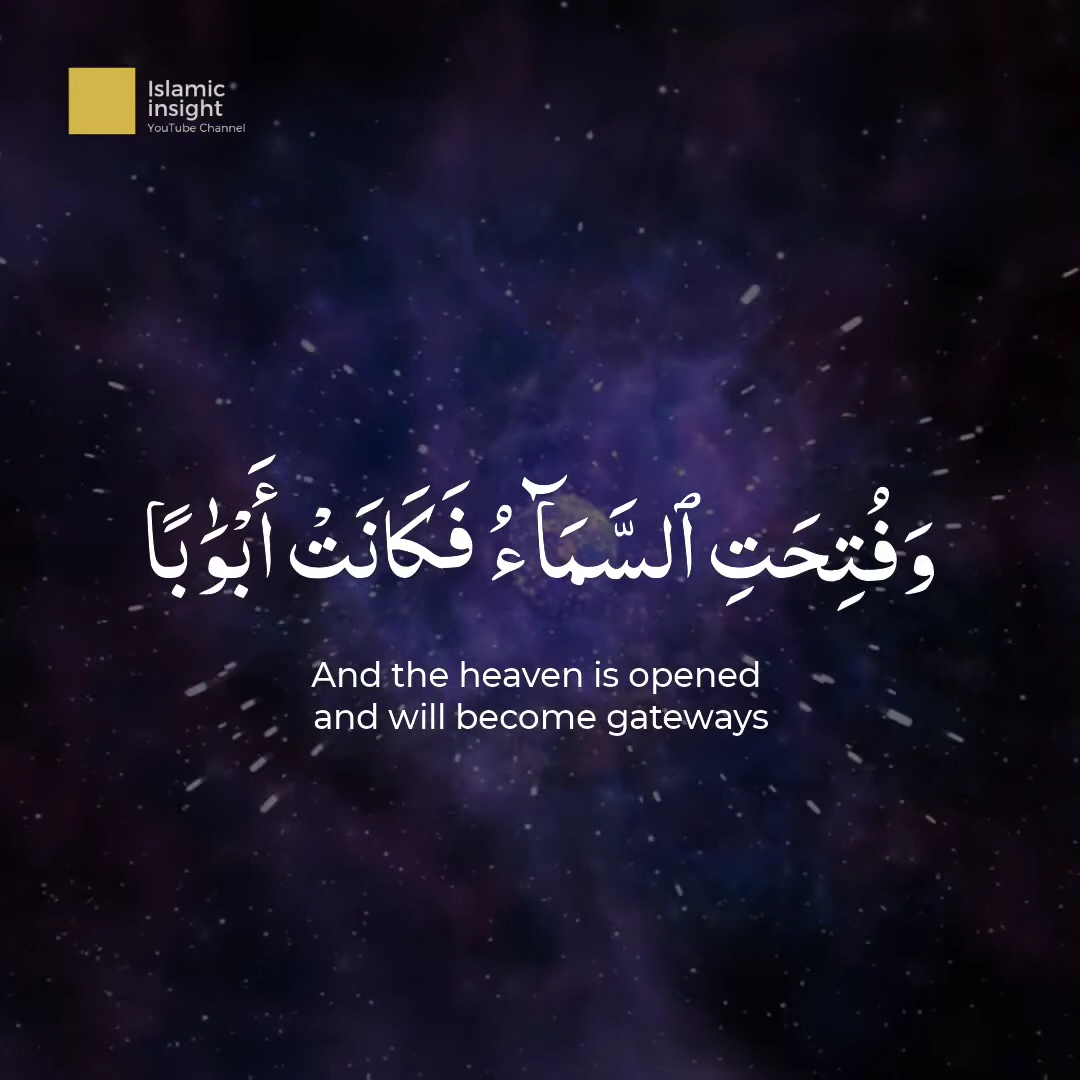 Islamic
insight
YouTube Channel
وَفُتِحَتِ ٱلسَّمَآءُ فَكَانَتْ أَبْوَٰبًا
And the heaven is opened
and will become gateways